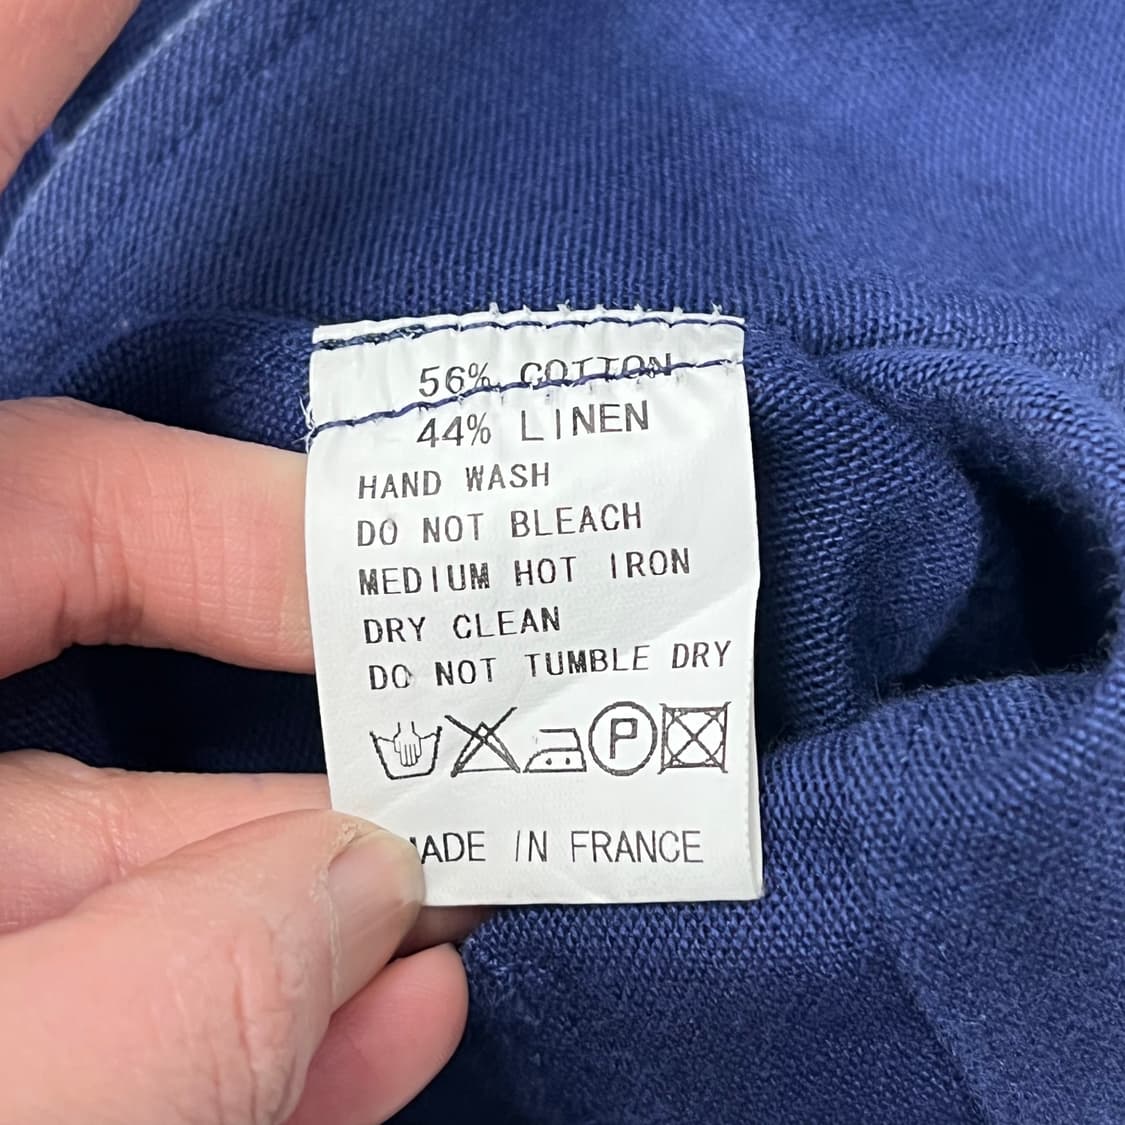 56% COTTON
44% LINEN
HAND WASH
DO NOT BLEACH
MEDIUM HOT IRON
DRY CLEAN
DO NOT TUMBLE DRY
P
MADE IN FRANCE